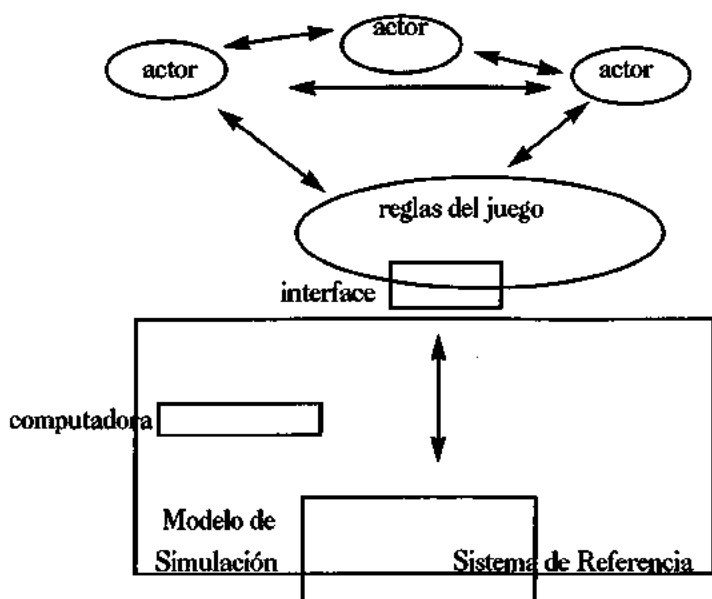 actor
actor
actor
reglas del juego
interface
computadora
Modelo de
Simulación
Sistema de Referencia